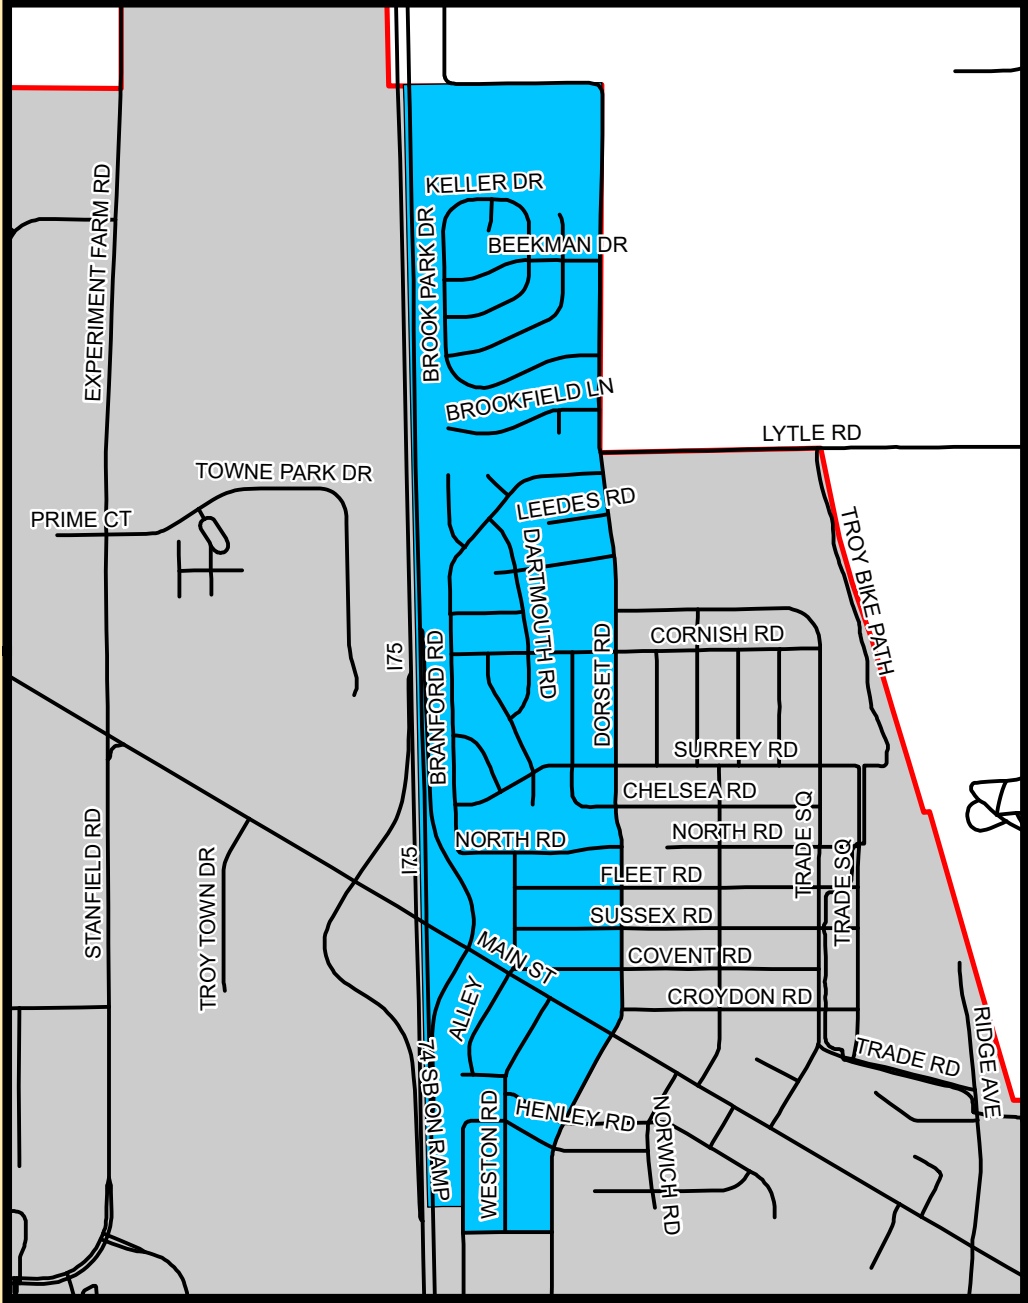 KELLER DR
EXPERIMENT FARM RD
BROOK PARK DR
BEEKMAN DR
BROOKFIELD LN
LYTLE RD
TOWNE PARK DR
PRIME CT
LEEDES RD
TROY BIKE PATH
DARTMOUTH RD
CORNISH RD
I75
BRANFORD RD
DORSET RD
SURREY RD
CHELSEA RD
STANFIELD RD
TROY TOWN DR
I75
NORTH RD
NORTH RD
TRADE SQ
TRADE SQ
FLEET RD
SUSSEX RD
MAIN ST
COVENT RD
ALLEY
CROYDON RD
74-SB ON RAMP
TRADE RD
RIDGE AVE
WESTON RD
HENLEY RD
NORWICH RD